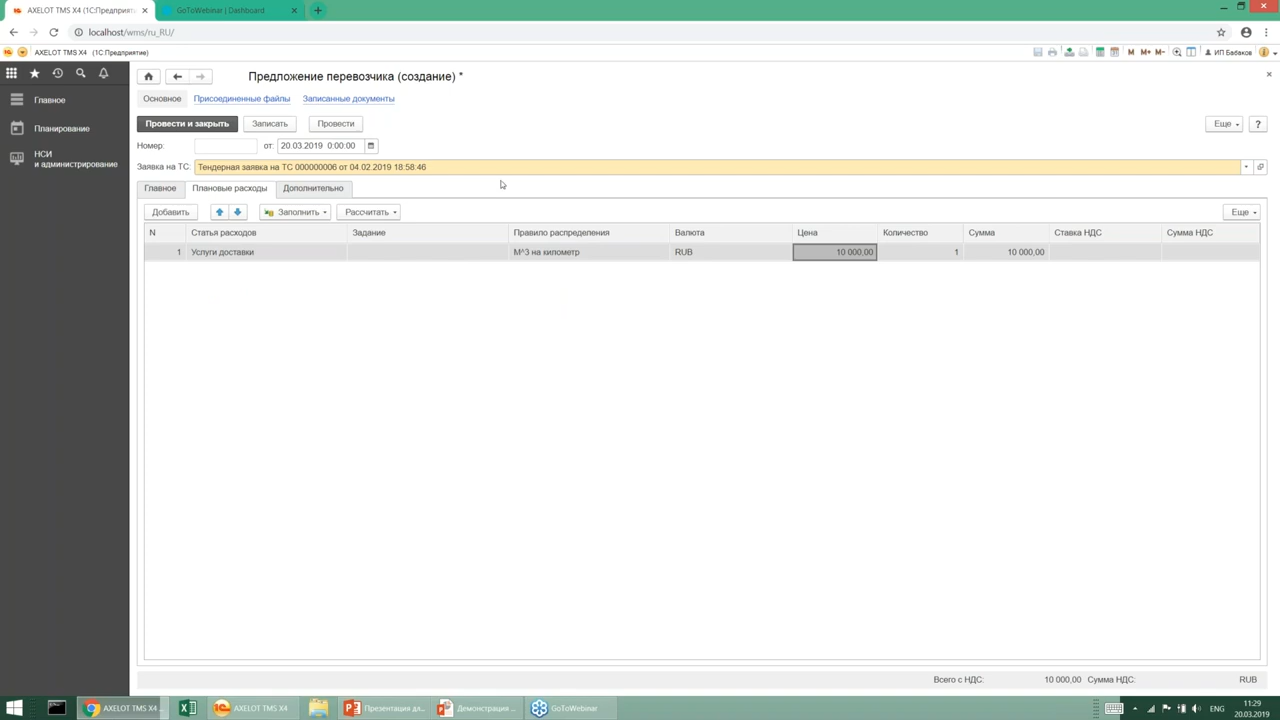 AXELOT TMS X4 (1С:Предприяти
GoToWebinar | Dashboard
localhost/wms/ru_RU/
AXELOT TMS X4 (1С:Предприятие)
M M+ M-
ИП Бабаков
Предложение перевозчика (создание) *
Главное
Планирование
НСИ
и администрирование
Основное Присоединенные файлы Записанные документы
Провести и закрыть Записать Провести Еще ?
Номер: от: 20.03.2019 0:00:00
Заявка на ТС: Тендерная заявка на ТС 000000006 от 04.02.2019 18:58:46
Главное Плановые расходы Дополнительно
Добавить Заполнить Рассчитать Еще
N Статья расходов Задание Правило распределения Валюта Цена Количество Сумма Ставка НДС Сумма НДС
1 Услуги доставки М^3 на километр RUB 10 000,00 1 10 000,00
Всего с НДС: 10 000,00 Сумма НДС: RUB
AXELOT TMS X4 ... AXELOT TMS X4 Презентация дл... Демонстрация ... GoToWebinar
ENG
11:29
20.03.2019